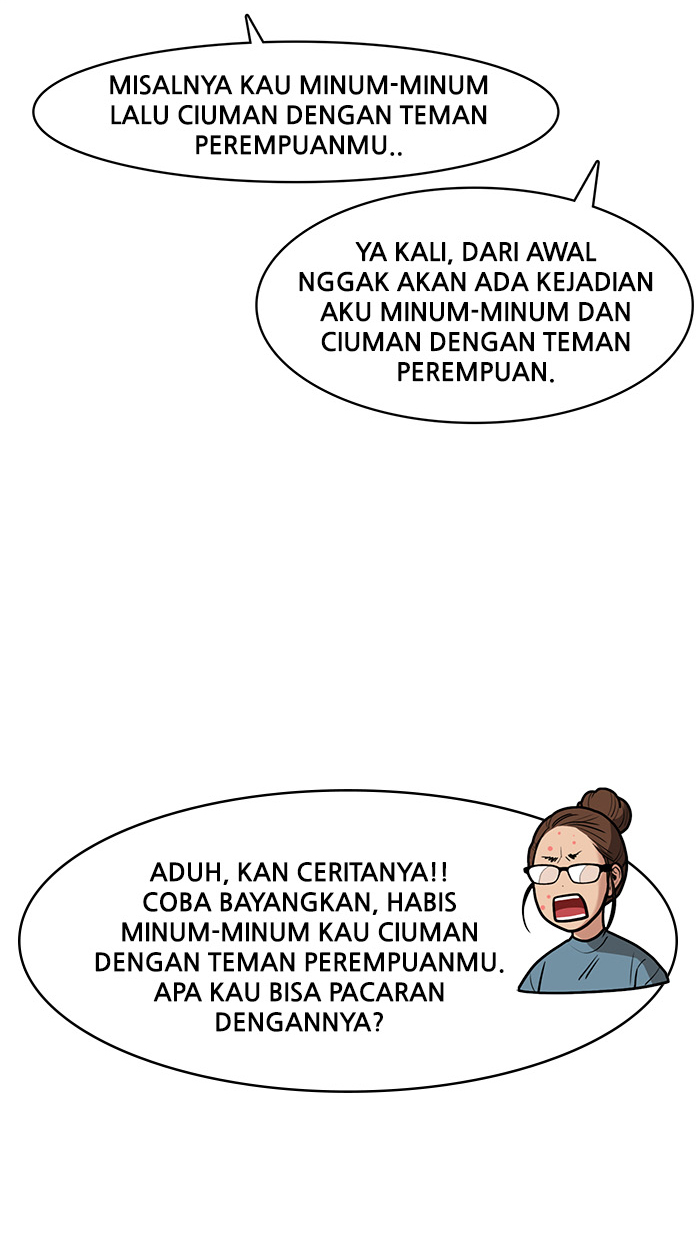 MISALNYA KAU MINUM-MINUM
LALU CIUMAN DENGAN TEMAN
PEREMPUANMU..
YA KALI, DARI AWAL
NGGAK AKAN ADA KEJADIAN
AKU MINUM-MINUM DAN
CIUMAN DENGAN TEMAN
PEREMPUAN.
ADUH, KAN CERITANYA!!
COBA BAYANGKAN, HABIS
MINUM-MINUM KAU CIUMAN
DENGAN TEMAN PEREMPUANMU.
APA KAU BISA PACARAN
DENGANNYA?